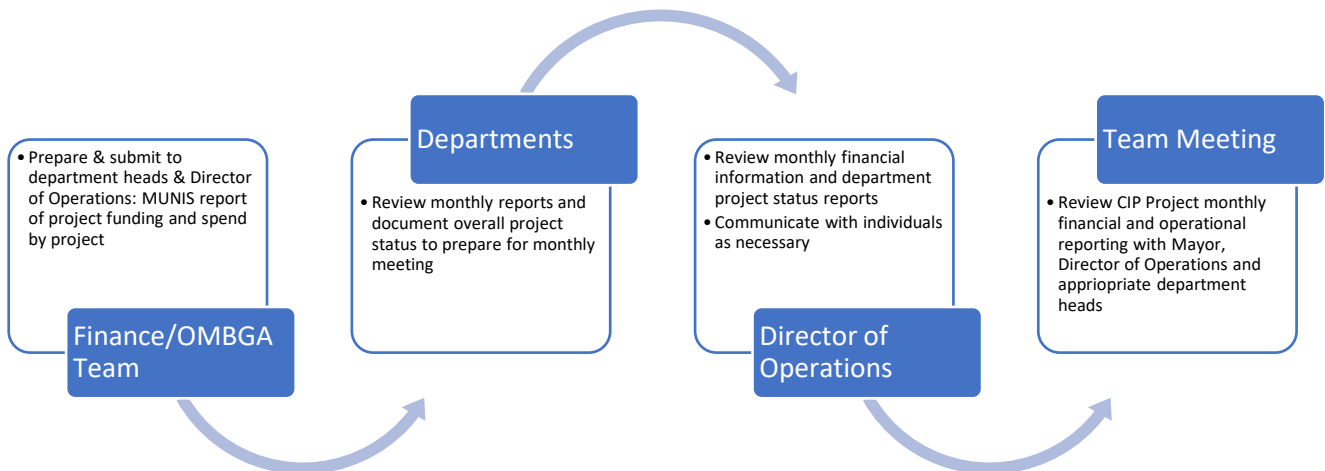 • Prepare & submit to
department heads & Director
of Operations: MUNIS report
of project funding and spend
by project
Finance/OMBGA
Team
Departments
• Review monthly reports and
document overall project
status to prepare for monthly
meeting
• Review monthly financial
information and department
project status reports
• Communicate with individuals
as necessary
Director of
Operations
Team Meeting
• Review CIP Project monthly
financial and operational
reporting with Mayor,
Director of Operations and
appriopriate department
heads